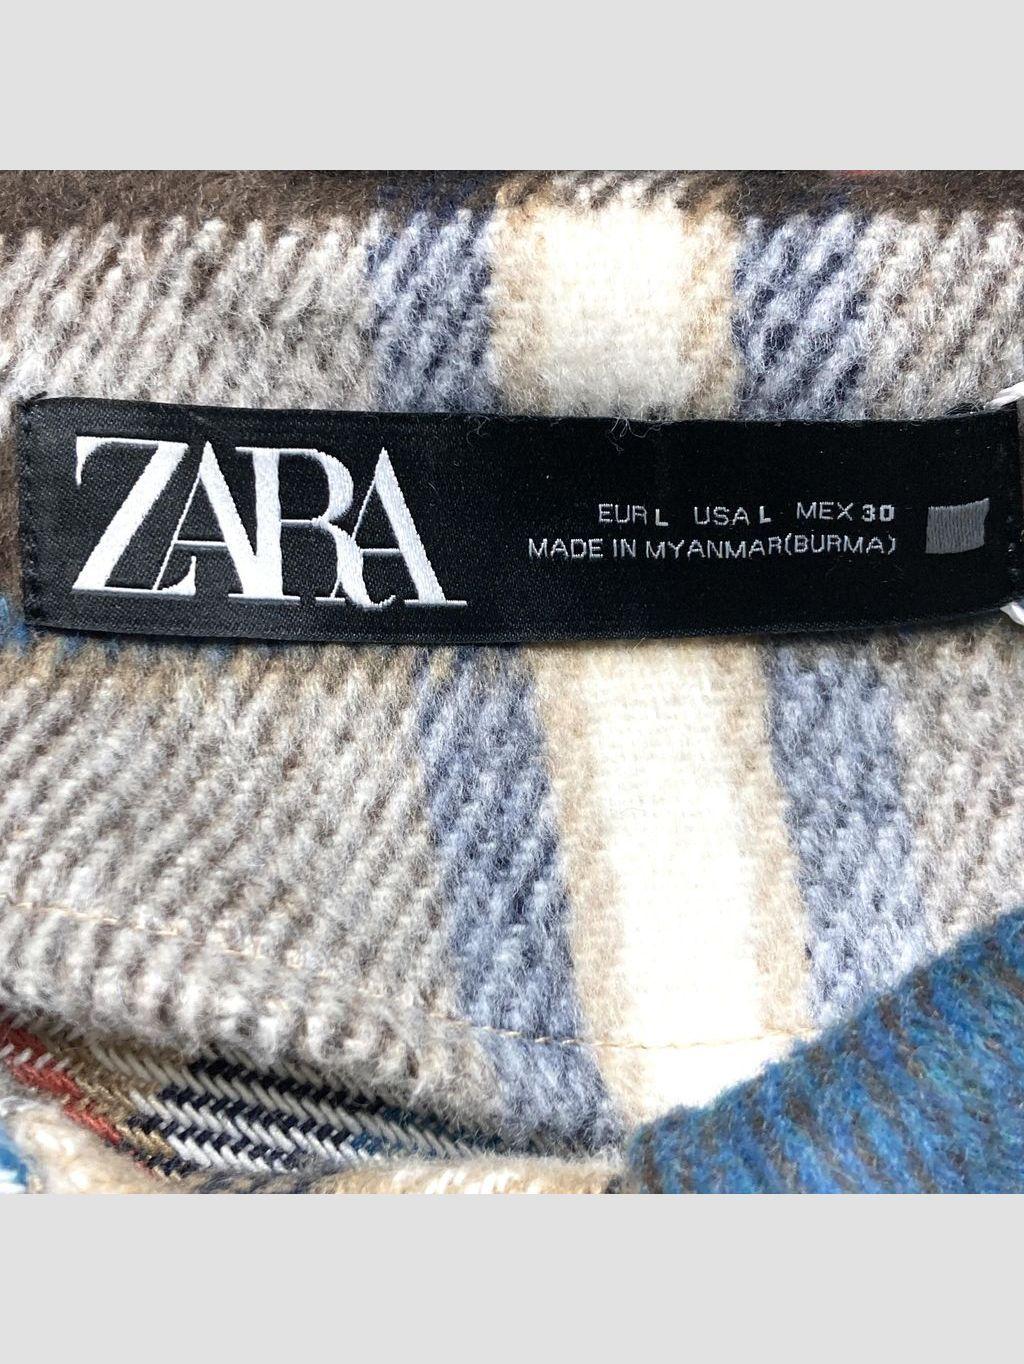 ZARA
EUR L USA L MEX 30
MADE IN MYANMAR(BURMA)